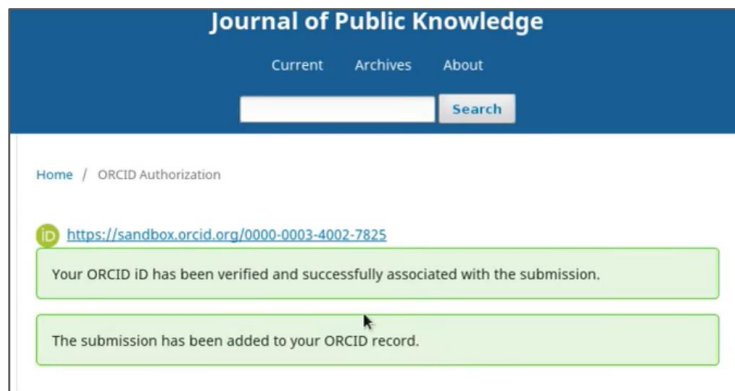 Journal of Public Knowledge
Current Archives About
Search
Home / ORCID Authorization
iD https://sandbox.orcid.org/0000-0003-4002-7825
Your ORCID iD has been verified and successfully associated with the submission.
The submission has been added to your ORCID record.